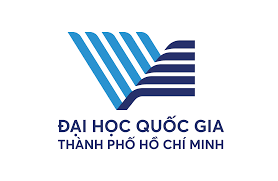 ĐẠI HỌC QUỐC GIA
THÀNH PHỐ HỒ CHÍ MINH